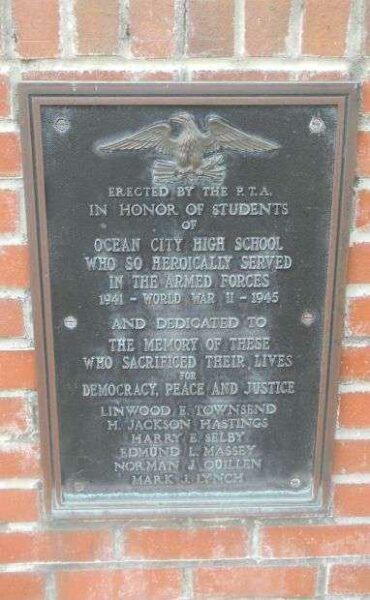 ERECTED BY THE P.T.A.
IN HONOR OF STUDENTS
OF
OCEAN CITY HIGH SCHOOL
WHO SO HEROICALLY SERVED
IN THE ARMED FORCES
1941 - WORLD WAR II - 1945
AND DEDICATED TO
THE MEMORY OF THESE
WHO SACRIFICED THEIR LIVES
FOR
DEMOCRACY, PEACE AND JUSTICE
LINWOOD E. TOWNSEND
H. JACKSON HASTINGS
HARRY E. SELBY
EDMUND L. MASSEY
NORMAN J. QUILLEN
MARK J. LYNCH